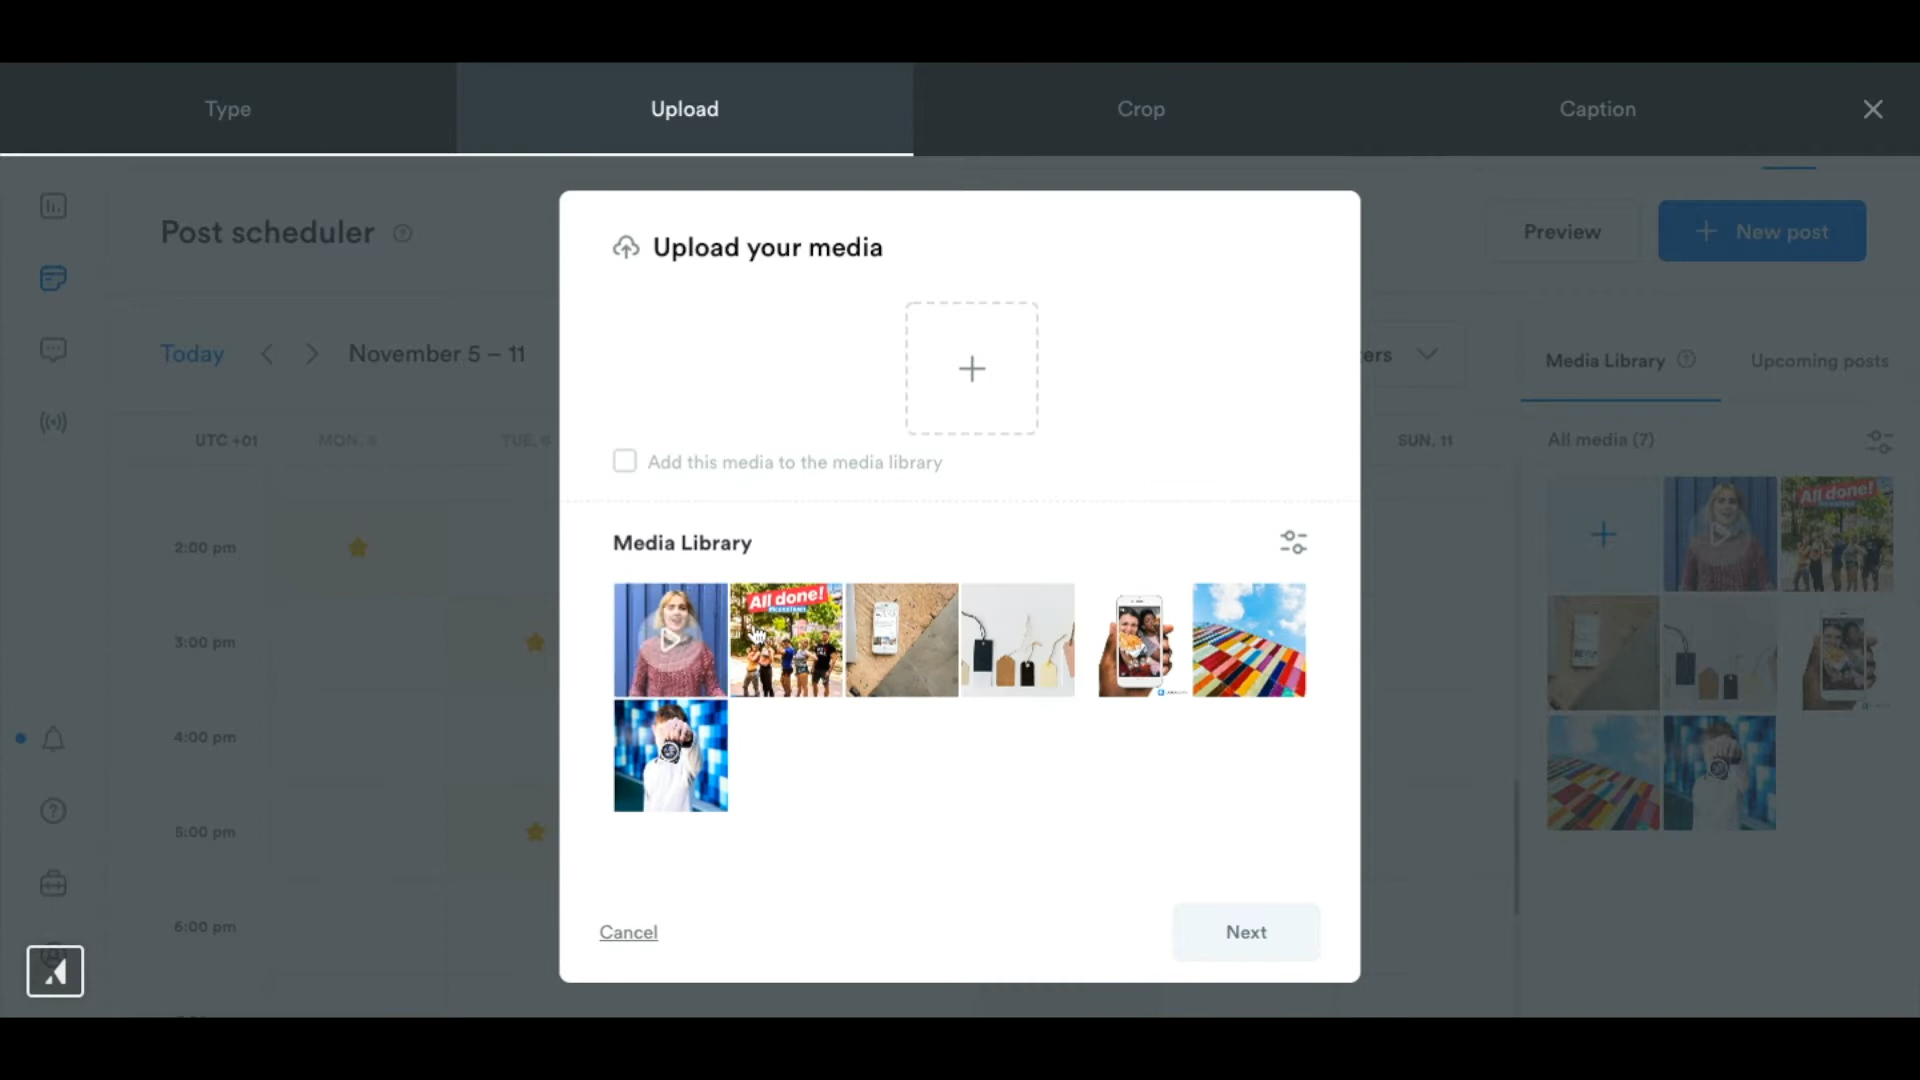 Type
Upload
Crop
Caption
Post scheduler
Preview
New post
Upload your media
Today
November 5 – 11
Media Library
Upcoming posts
UTC +01
SUN, 11
All media (7)
Add this media to the media library
2:00 pm
3:00 pm
4:00 pm
5:00 pm
6:00 pm
Media Library
All done!
All done!
Cancel
Next